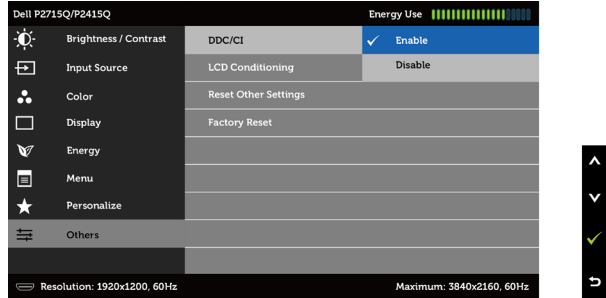 Dell P2715Q/P2415Q
Energy Use
Brightness / Contrast
DDC/CI
Enable
Input Source
LCD Conditioning
Disable
Color
Reset Other Settings
Display
Factory Reset
Energy
Menu
Personalize
Others
Resolution: 1920x1200, 60Hz
Maximum: 3840x2160, 60Hz